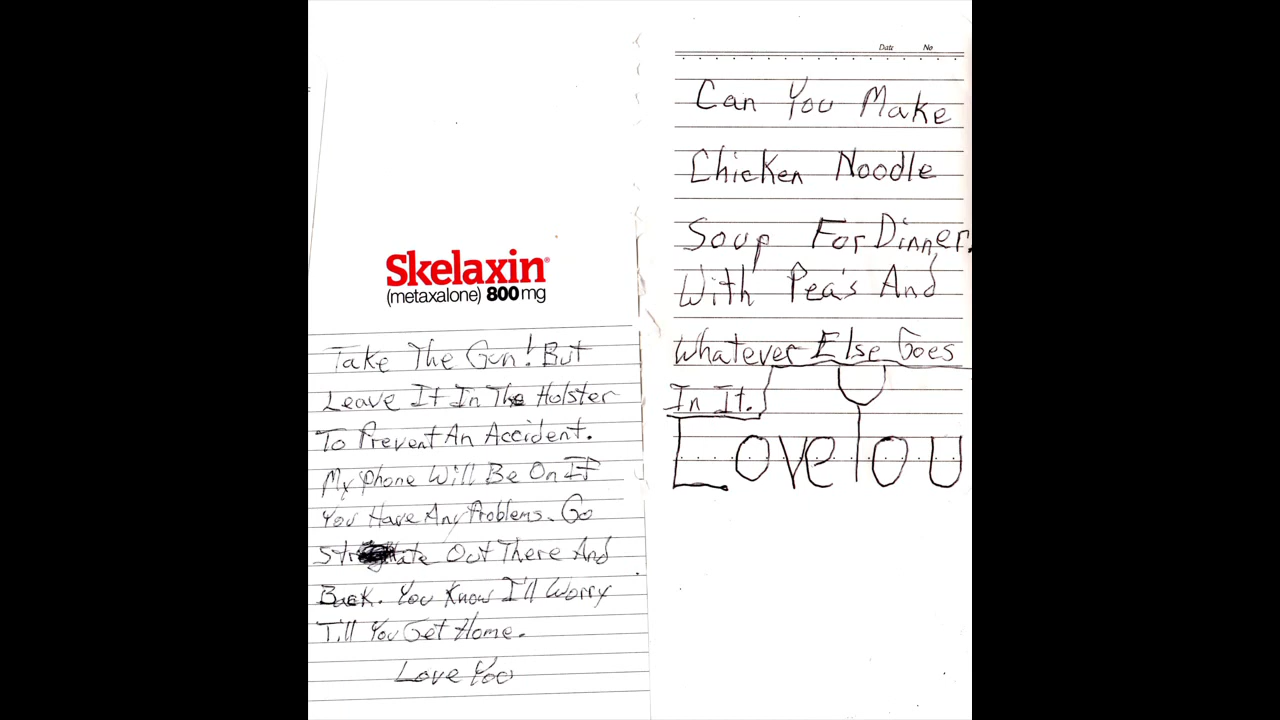 Skelaxin®
(metaxalone) 800 mg
Take The Gun! But
Leave It In The Holster
To Prevent An Accident.
My Phone Will Be On If
You Have Any Problems. Go
Out There And
Back. You Know I'll Worry
Till You Get Home.
Love You
Date No
Can You Make
Chicken Noodle
Soup For Dinner.
With Pea's And
Whatever Else Goes
In It.
Love You